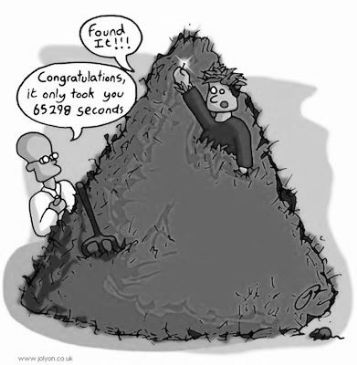 Found
It!!!
Congratulations,
it only took you
65298 seconds
www.jolyon.co.uk